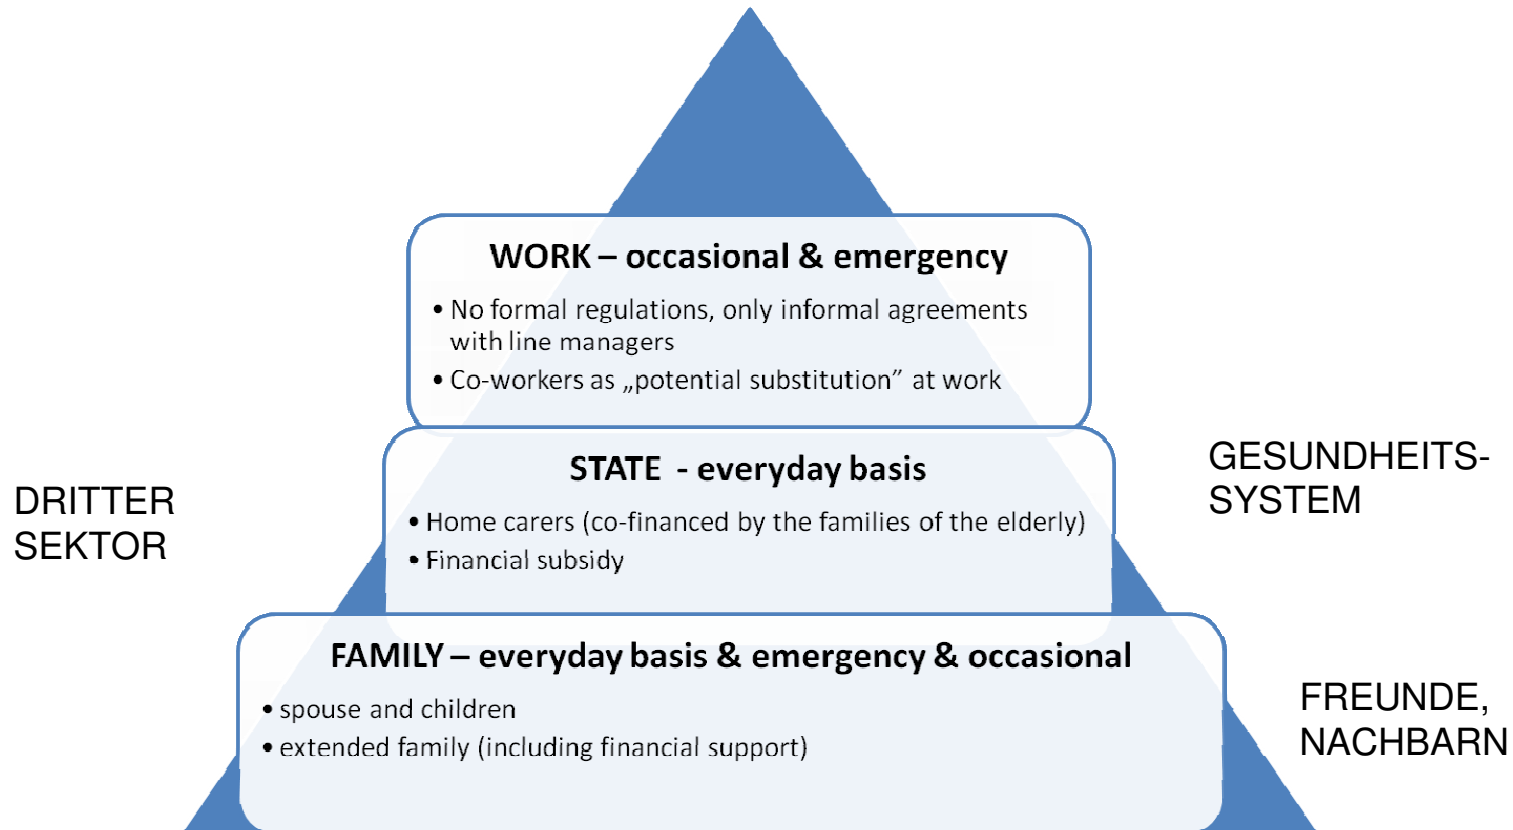 WORK – occasional & emergency
• No formal regulations, only informal agreements
with line managers
• Co-workers as „potential substitution” at work
STATE - everyday basis
• Home carers (co-financed by the families of the elderly)
• Financial subsidy
FAMILY – everyday basis & emergency & occasional
• spouse and children
• extended family (including financial support)
DRITTER
SEKTOR
GESUNDHEITS-
SYSTEM
FREUNDE,
NACHBARN